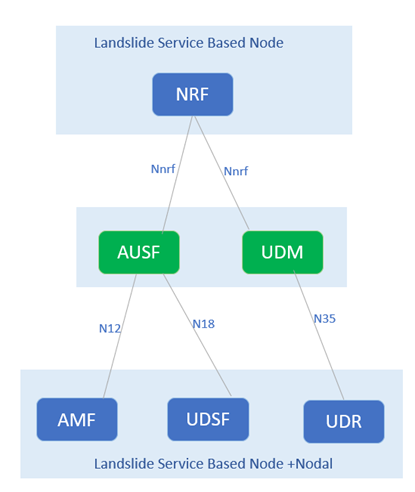 Landslide Service Based Node
NRF
Nnrf
Nnrf
AUSF
UDM
N12
N18
N35
AMF
UDSF
UDR
Landslide Service Based Node +Nodal